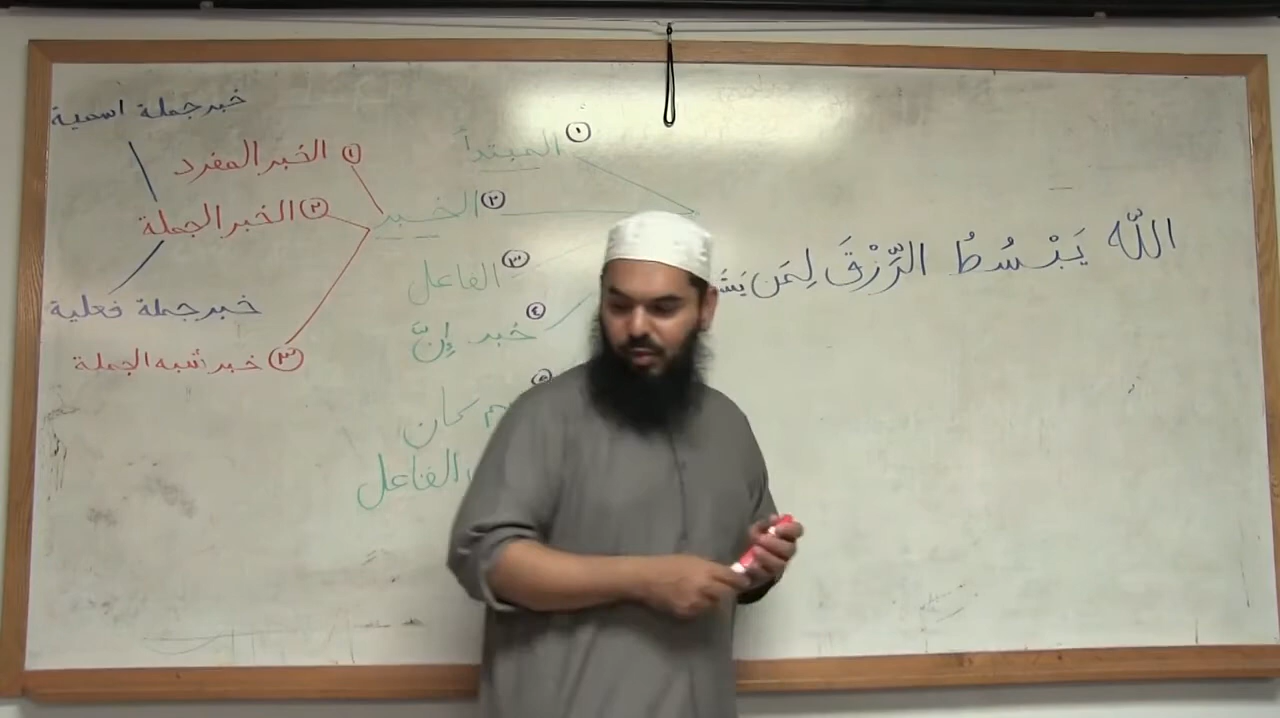 الله يَبْسُطُ الرِّزْقَ لِمَن
١ المبتدأ
٢ الخبر
٣ الفاعل
٤ خبر إنّ
٥
كان
الفاعل
١ الخبر المفرد
٢ الخبر الجملة
خبر جملة اسمية
خبر جملة فعلية
٣ خبر شبه الجملة